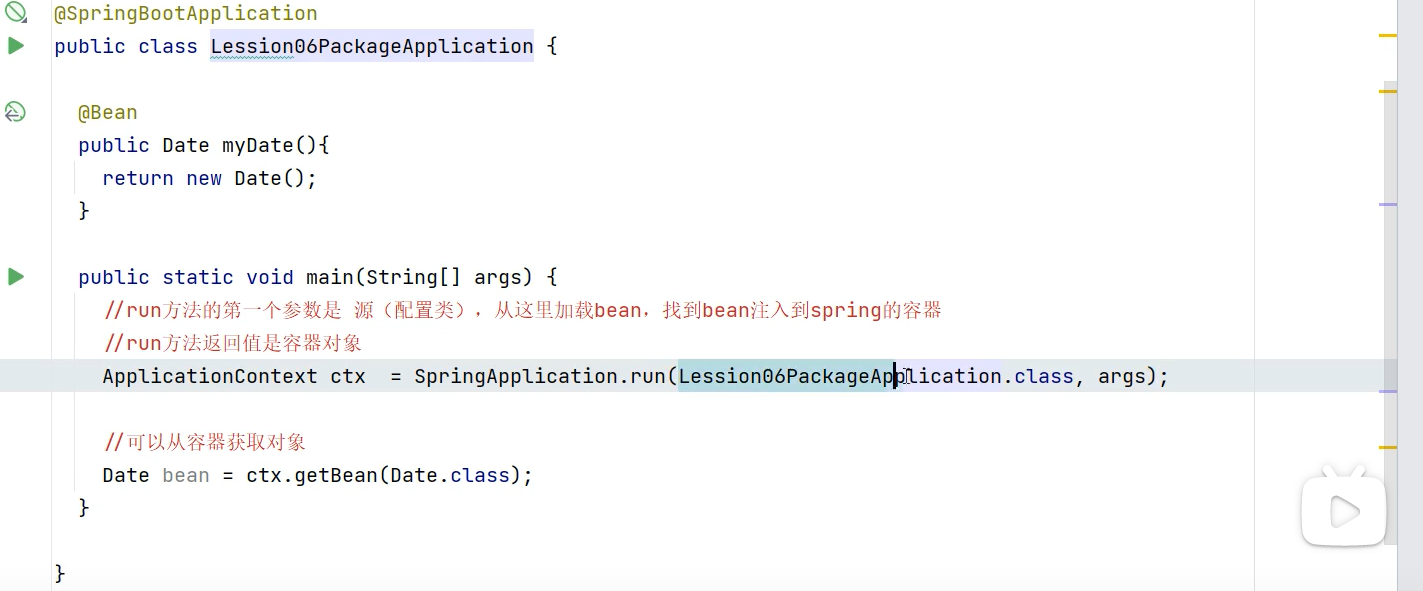 @SpringBootApplication
public class Lession06PackageApplication {
@Bean
public Date myDate(){
return new Date();
}
public static void main(String[] args) {
//run方法的第一个参数是 源（配置类），从这里加载bean，找到bean注入到spring的容器
//run方法返回值是容器对象
ApplicationContext ctx  = SpringApplication.run(Lession06PackageApplication.class, args);
//可以从容器获取对象
Date bean = ctx.getBean(Date.class);
}
}